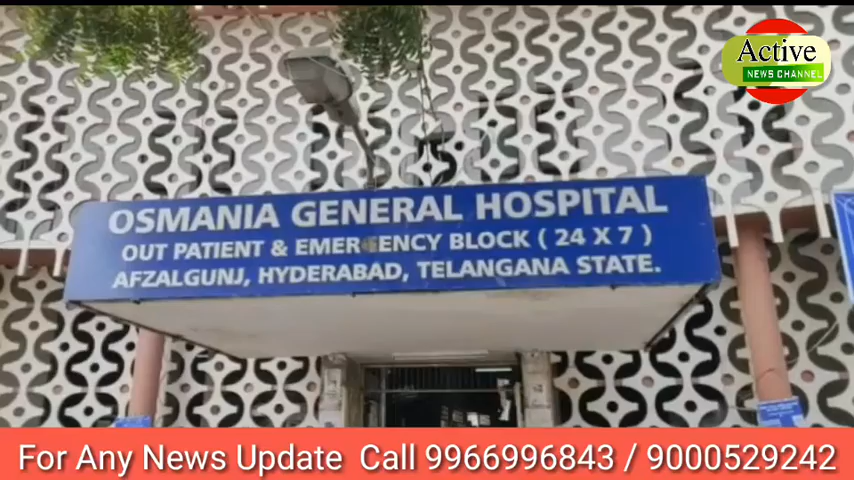 Active
NEWS CHANNEL
OSMANIA GENERAL HOSPITAL
OUT PATIENT & EMERGENCY BLOCK ( 24 X 7 )
AFZALGUNJ, HYDERABAD, TELANGANA STATE.
For Any News Update Call 9966996843 / 9000529242